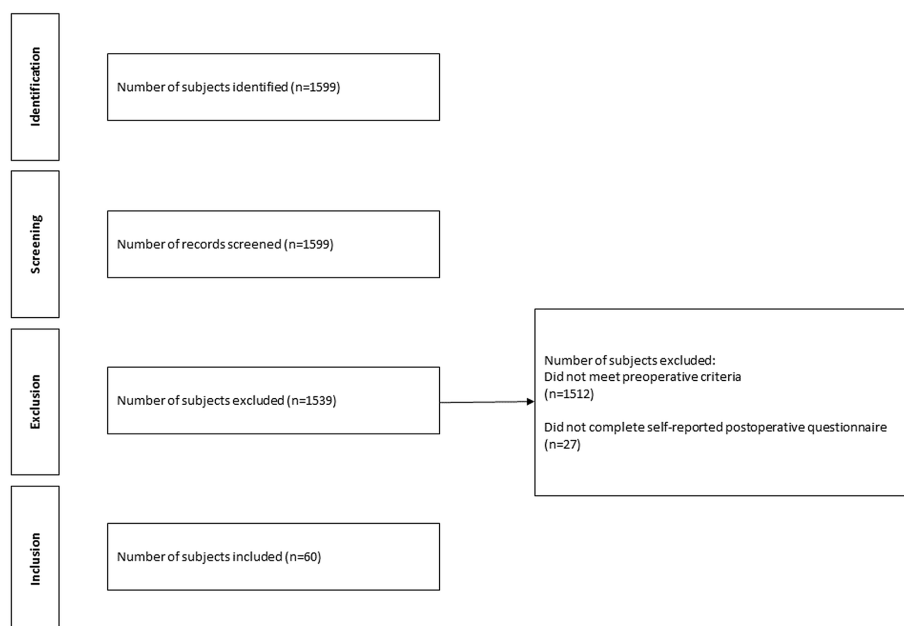 Identification
Number of subjects identified (n=1599)
Screening
Number of records screened (n=1599)
Exclusion
Number of subjects excluded (n=1539)
Number of subjects excluded:
Did not meet preoperative criteria
(n=1512)
Did not complete self-reported postoperative questionnaire
(n=27)
Inclusion
Number of subjects included (n=60)